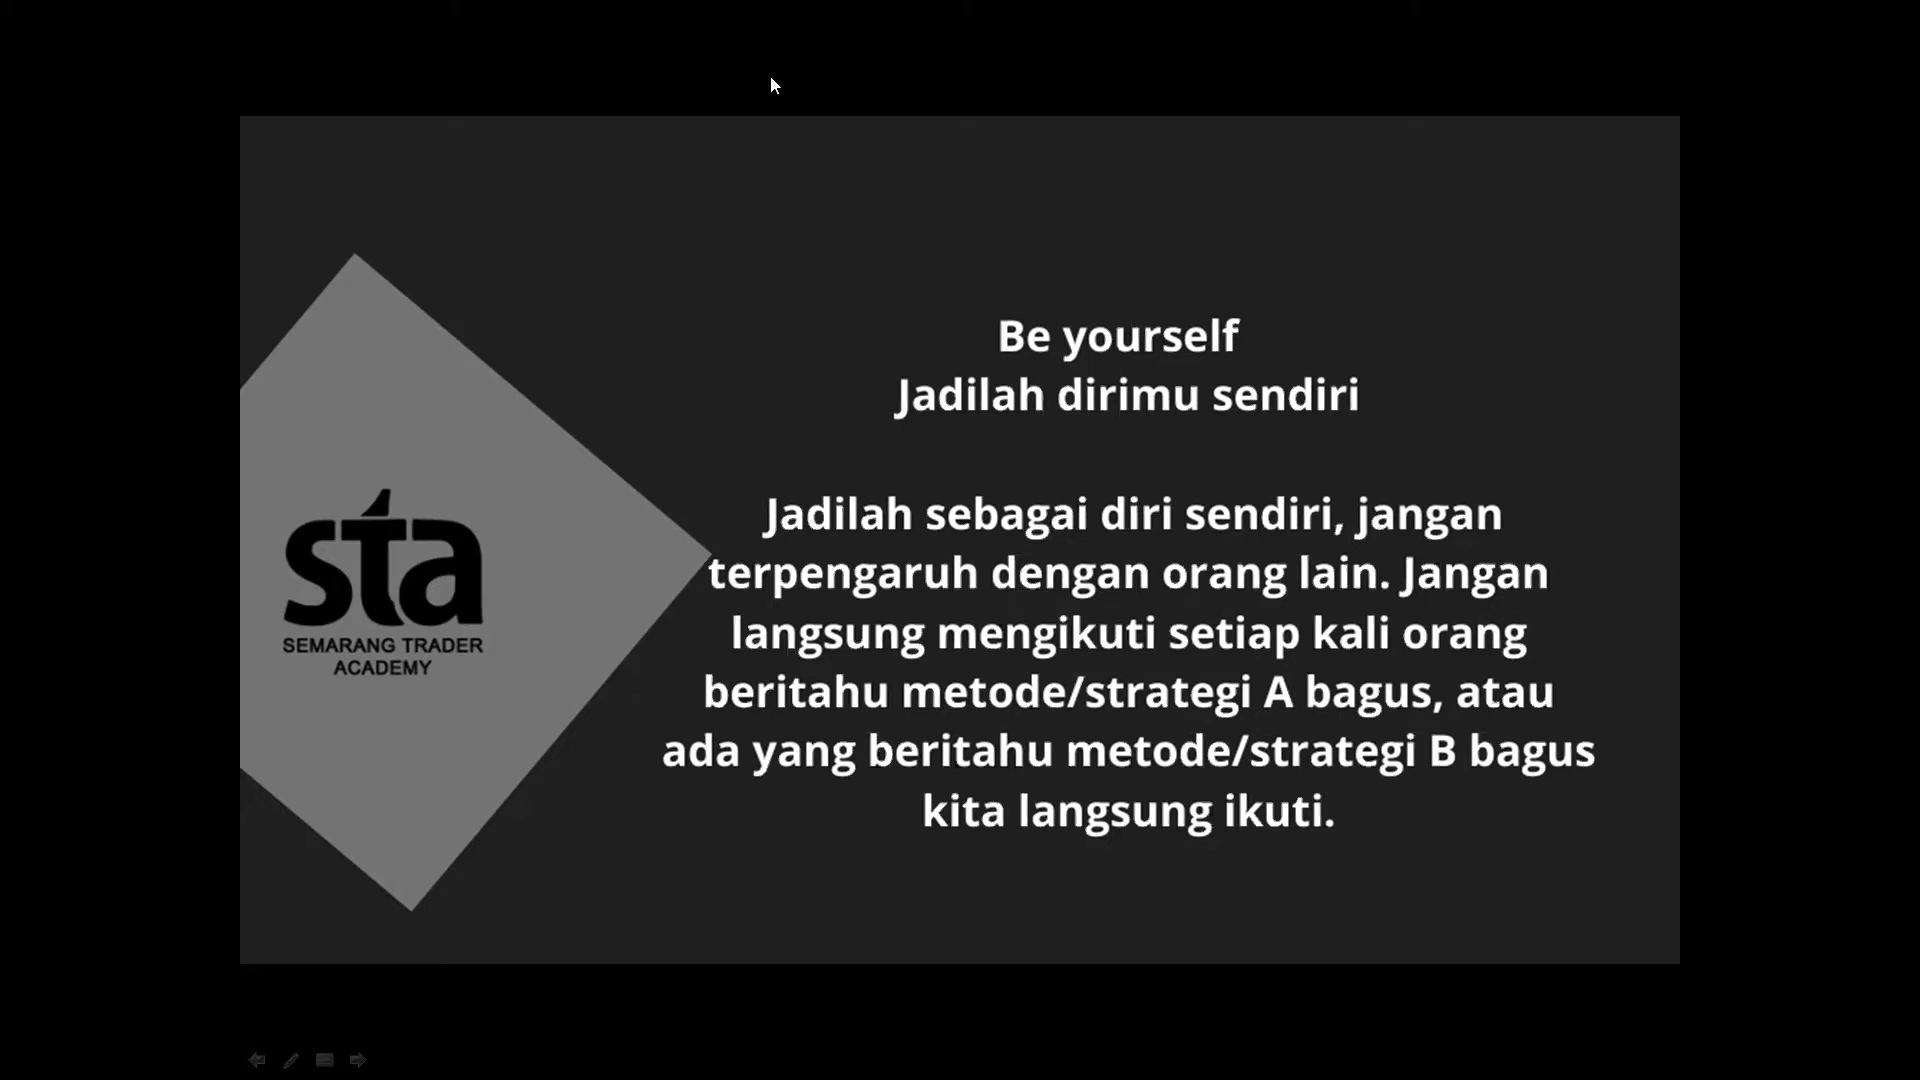 Be yourself
Jadilah dirimu sendiri
Jadilah sebagai diri sendiri, jangan
terpengaruh dengan orang lain. Jangan
langsung mengikuti setiap kali orang
beritahu metode/strategi A bagus, atau
ada yang beritahu metode/strategi B bagus
kita langsung ikuti.
sta
SEMARANG TRADER
ACADEMY